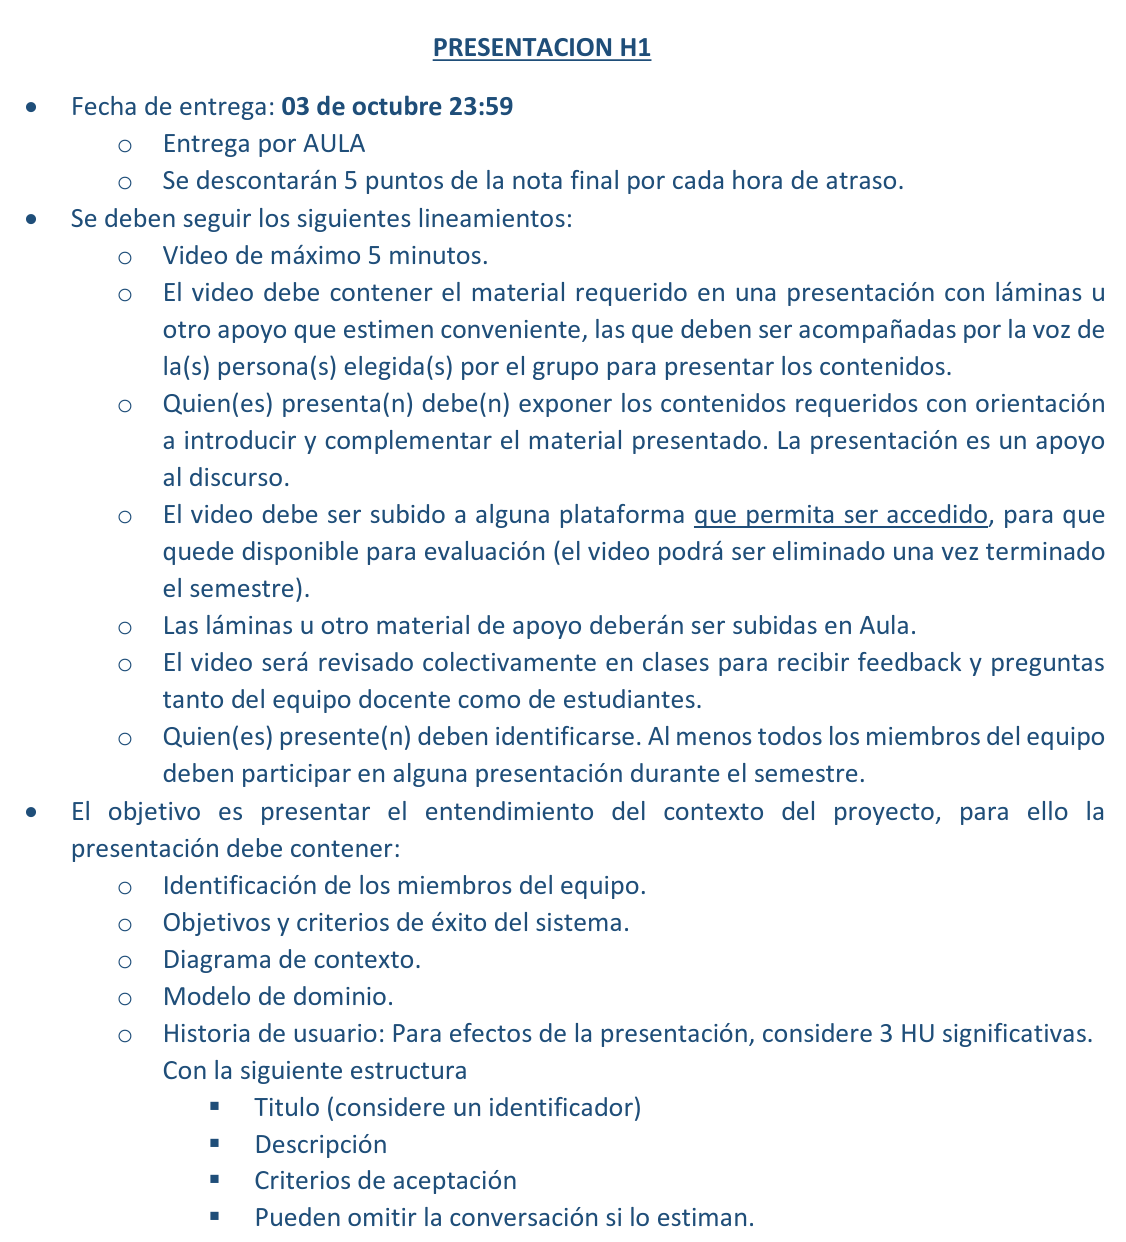 PRESENTACION H1
• Fecha de entrega: 03 de octubre 23:59
o Entrega por AULA
o Se descontarán 5 puntos de la nota final por cada hora de atraso.
• Se deben seguir los siguientes lineamientos:
o Video de máximo 5 minutos.
o El video debe contener el material requerido en una presentación con láminas u
otro apoyo que estimen conveniente, las que deben ser acompañadas por la voz de
la(s) persona(s) elegida(s) por el grupo para presentar los contenidos.
o Quien(es) presenta(n) debe(n) exponer los contenidos requeridos con orientación
a introducir y complementar el material presentado. La presentación es un apoyo
al discurso.
o El video debe ser subido a alguna plataforma que permita ser accedido, para que
quede disponible para evaluación (el video podrá ser eliminado una vez terminado
el semestre).
o Las láminas u otro material de apoyo deberán ser subidas en Aula.
o El video será revisado colectivamente en clases para recibir feedback y preguntas
tanto del equipo docente como de estudiantes.
o Quien(es) presente(n) deben identificarse. Al menos todos los miembros del equipo
deben participar en alguna presentación durante el semestre.
• El objetivo es presentar el entendimiento del contexto del proyecto, para ello la
presentación debe contener:
o Identificación de los miembros del equipo.
o Objetivos y criterios de éxito del sistema.
o Diagrama de contexto.
o Modelo de dominio.
o Historia de usuario: Para efectos de la presentación, considere 3 HU significativas.
Con la siguiente estructura
▪ Titulo (considere un identificador)
▪ Descripción
▪ Criterios de aceptación
▪ Pueden omitir la conversación si lo estiman.